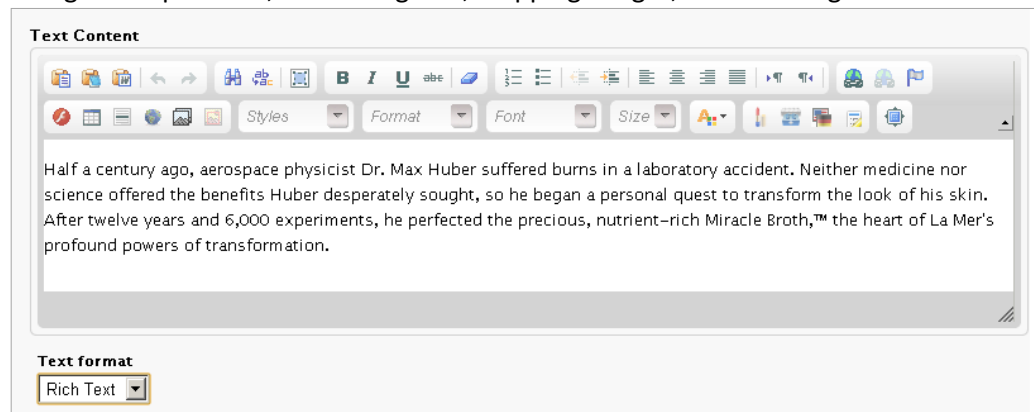 Text Content
B I U abc
Styles Format Font Size A
Half a century ago, aerospace physicist Dr. Max Huber suffered burns in a laboratory accident. Neither medicine nor
science offered the benefits Huber desperately sought, so he began a personal quest to transform the look of his skin.
After twelve years and 6,000 experiments, he perfected the precious, nutrient-rich Miracle Broth,™ the heart of La Mer's
profound powers of transformation.
Text format
Rich Text